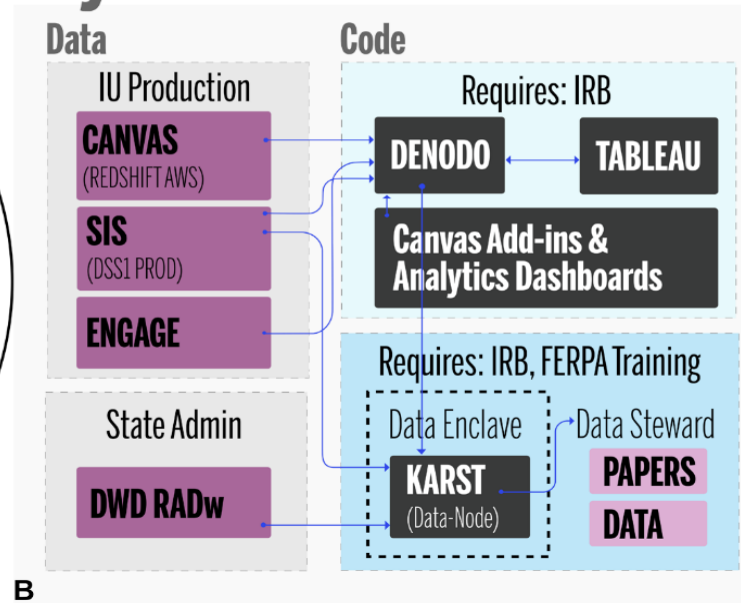 Data
IU Production
CANVAS
(REDSHIFT AWS)
SIS
(DSS1 PROD)
ENGAGE
State Admin
DWD RADw
Code
Requires: IRB
DENODO
TABLEAU
Canvas Add-ins &
Analytics Dashboards
Requires: IRB, FERPA Training
Data Enclave
KARST
(Data-Node)
Data Steward
PAPERS
DATA
B